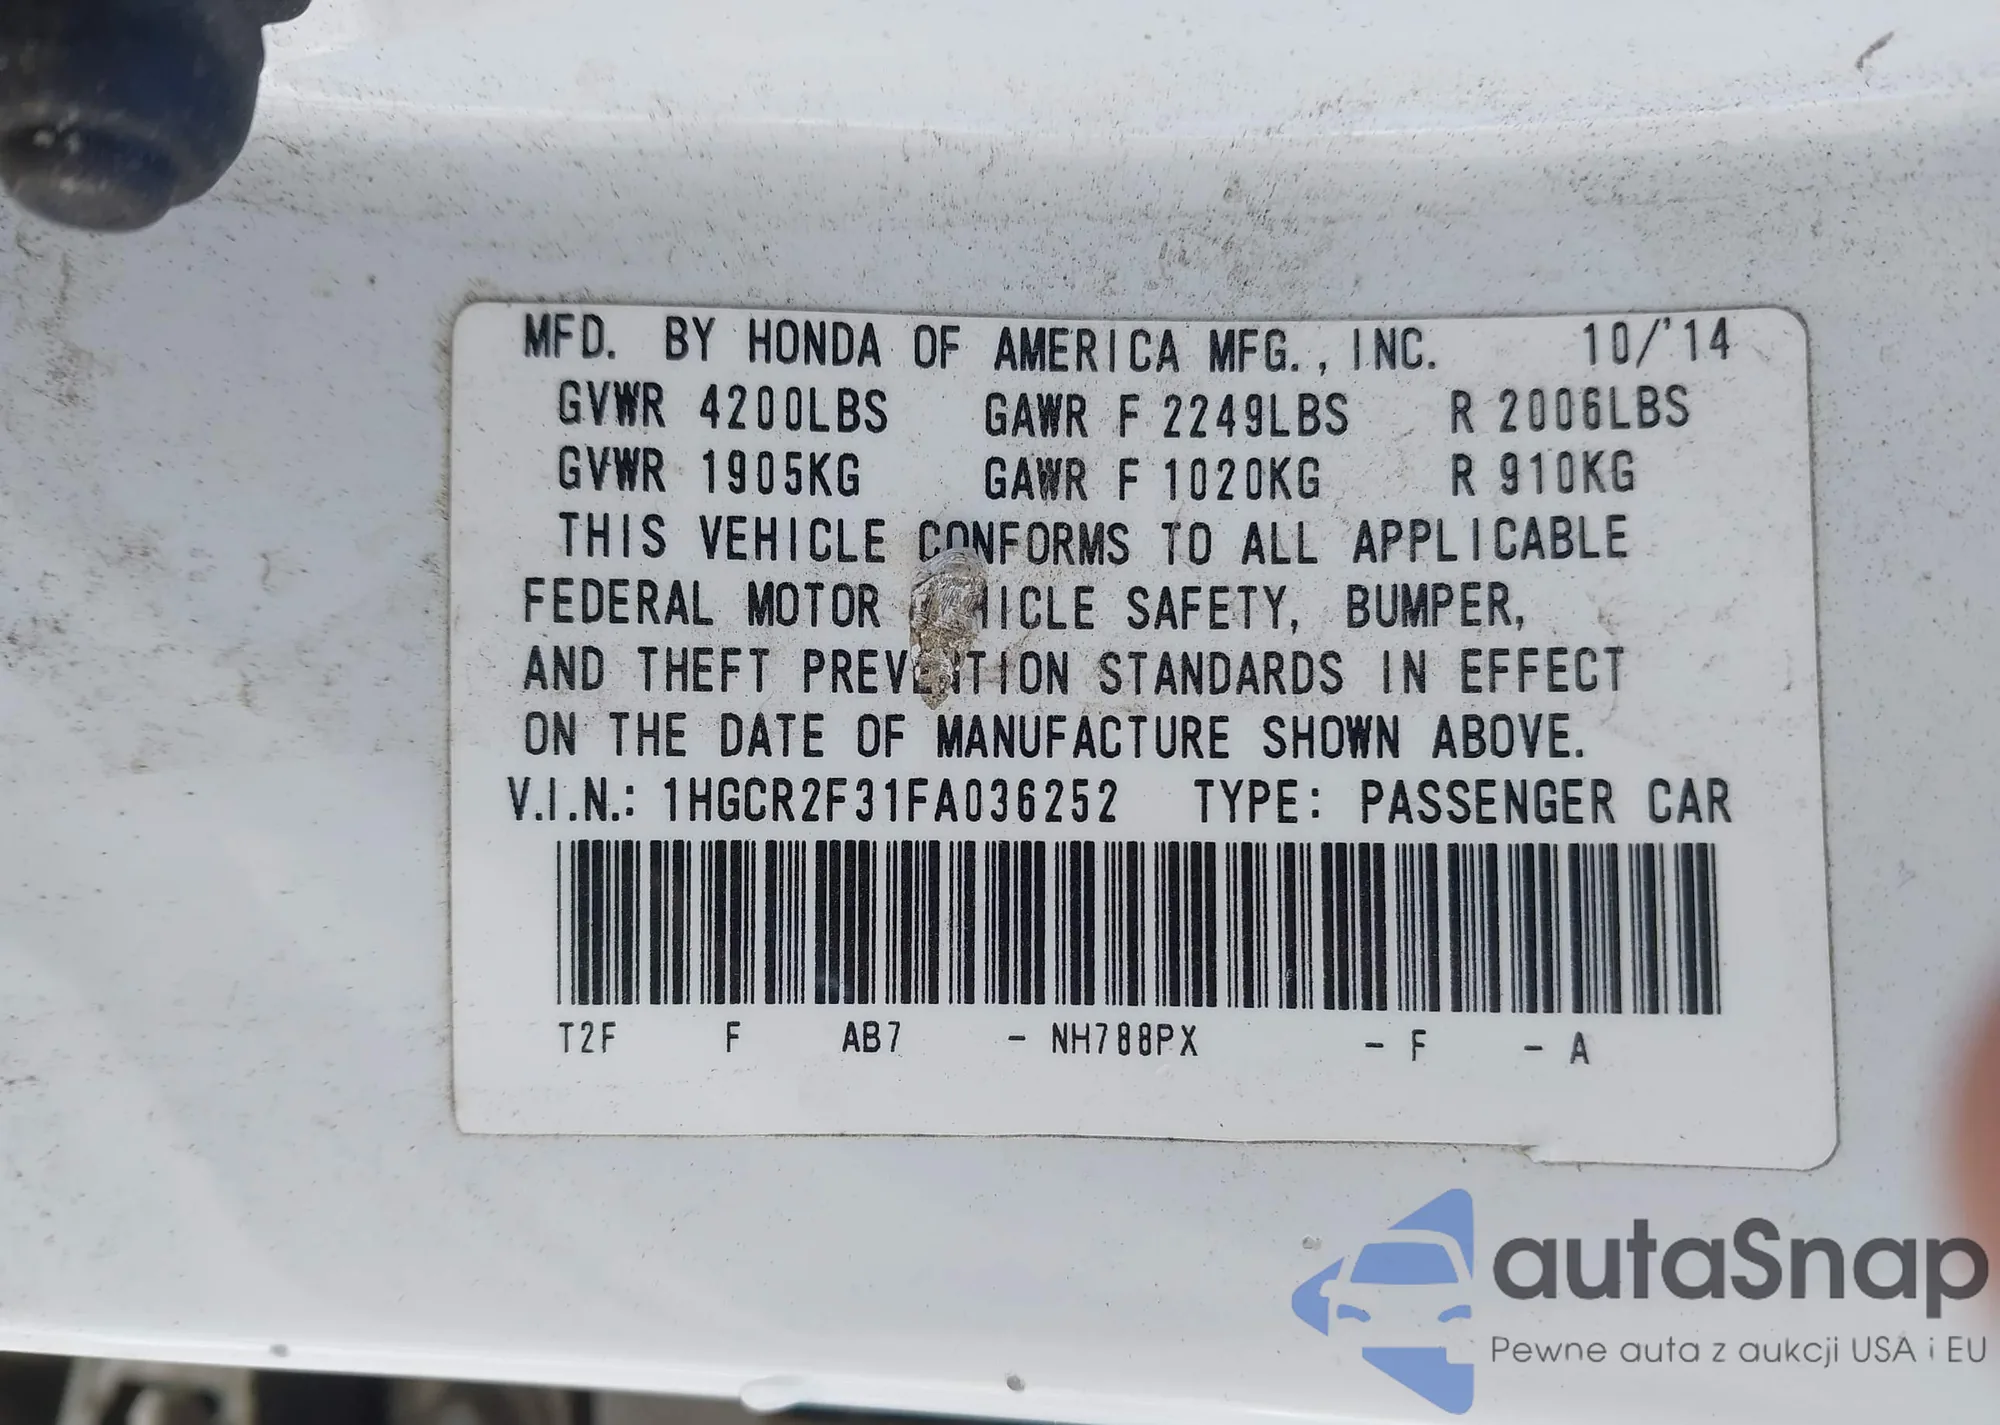 MFD. BY HONDA OF AMERICA MFG., INC. 10/'14
GVWR 4200LBS GAWR F 2249LBS R 2006LBS
GVWR 1905KG GAWR F 1020KG R 910KG
THIS VEHICLE CONFORMS TO ALL APPLICABLE
FEDERAL MOTOR VEHICLE SAFETY, BUMPER,
AND THEFT PREVENTION STANDARDS IN EFFECT
ON THE DATE OF MANUFACTURE SHOWN ABOVE.
V.I.N.: 1HGCR2F31FA036252 TYPE: PASSENGER CAR
T2F F AB7 - NH788PX - F - A
autaSnap
Pewne auta z aukcji USA i EU